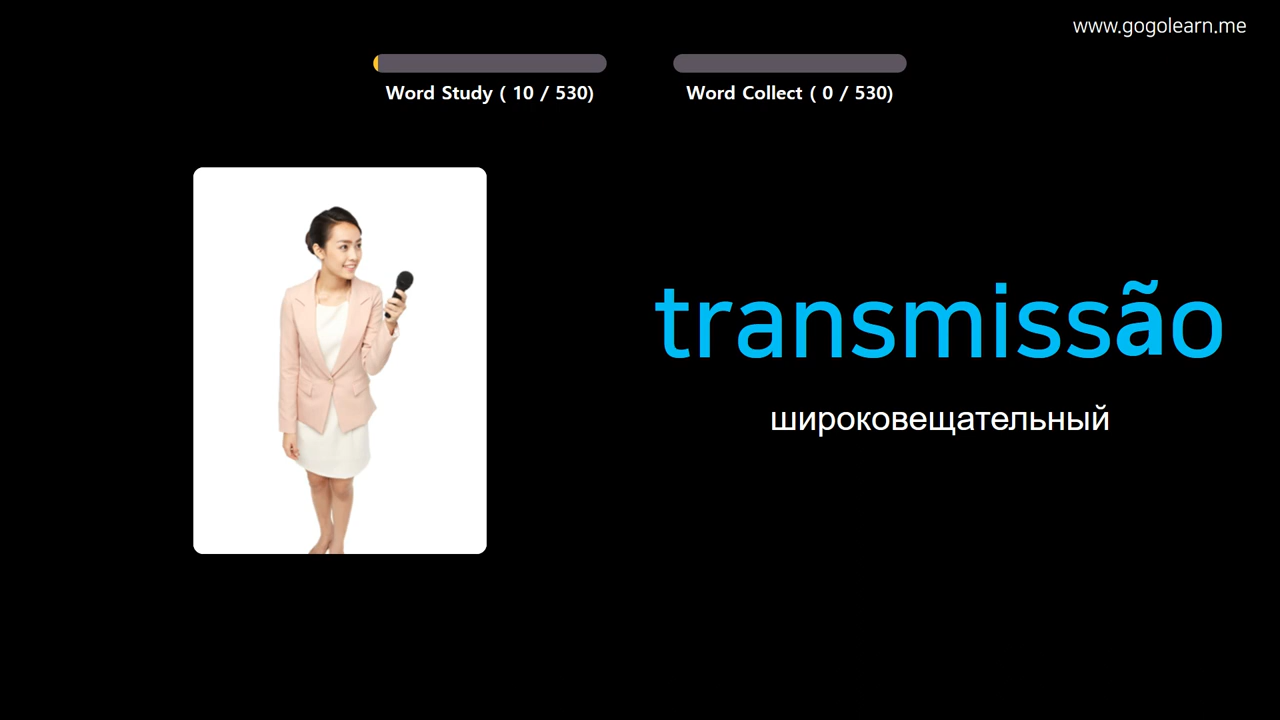 www.gogolearn.me
Word Study ( 10 / 530)
Word Collect ( 0 / 530)
transmissão
широковещательный